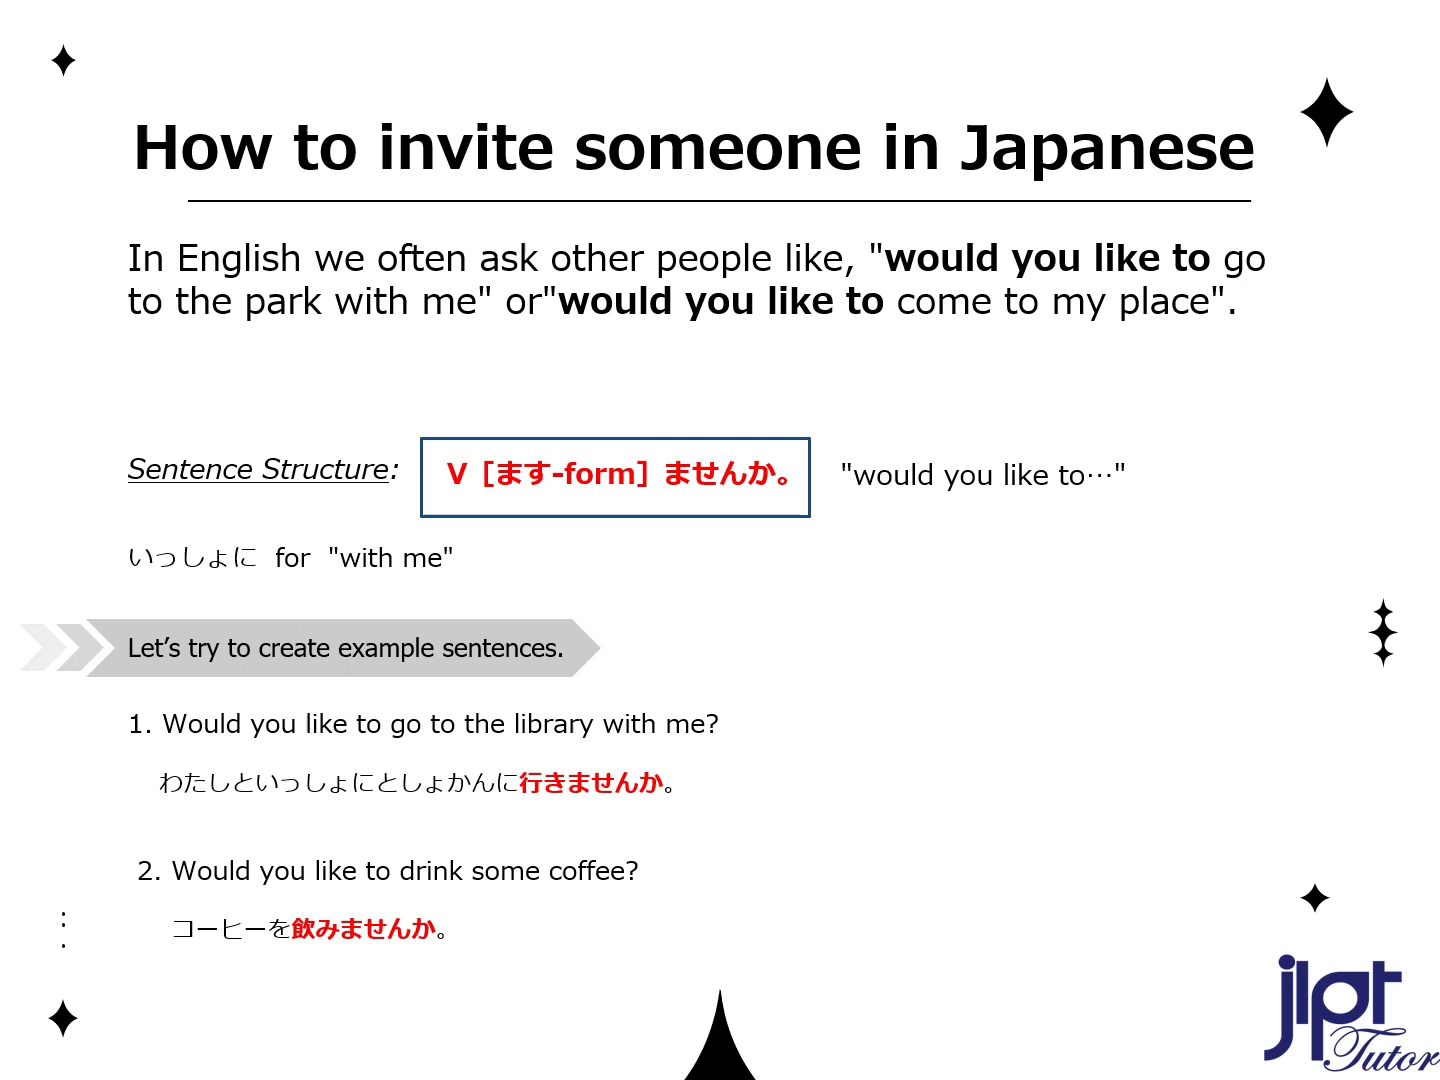 How to invite someone in Japanese
In English we often ask other people like, "would you like to go
to the park with me" or"would you like to come to my place".
Sentence Structure: V［ます-form］ませんか。 "would you like to…"
いっしょに for "with me"
Let’s try to create example sentences.
1. Would you like to go to the library with me?
わたしといっしょにとしょかんに行きませんか。
2. Would you like to drink some coffee?
コーヒーを飲みませんか。
jlpt
Tutor